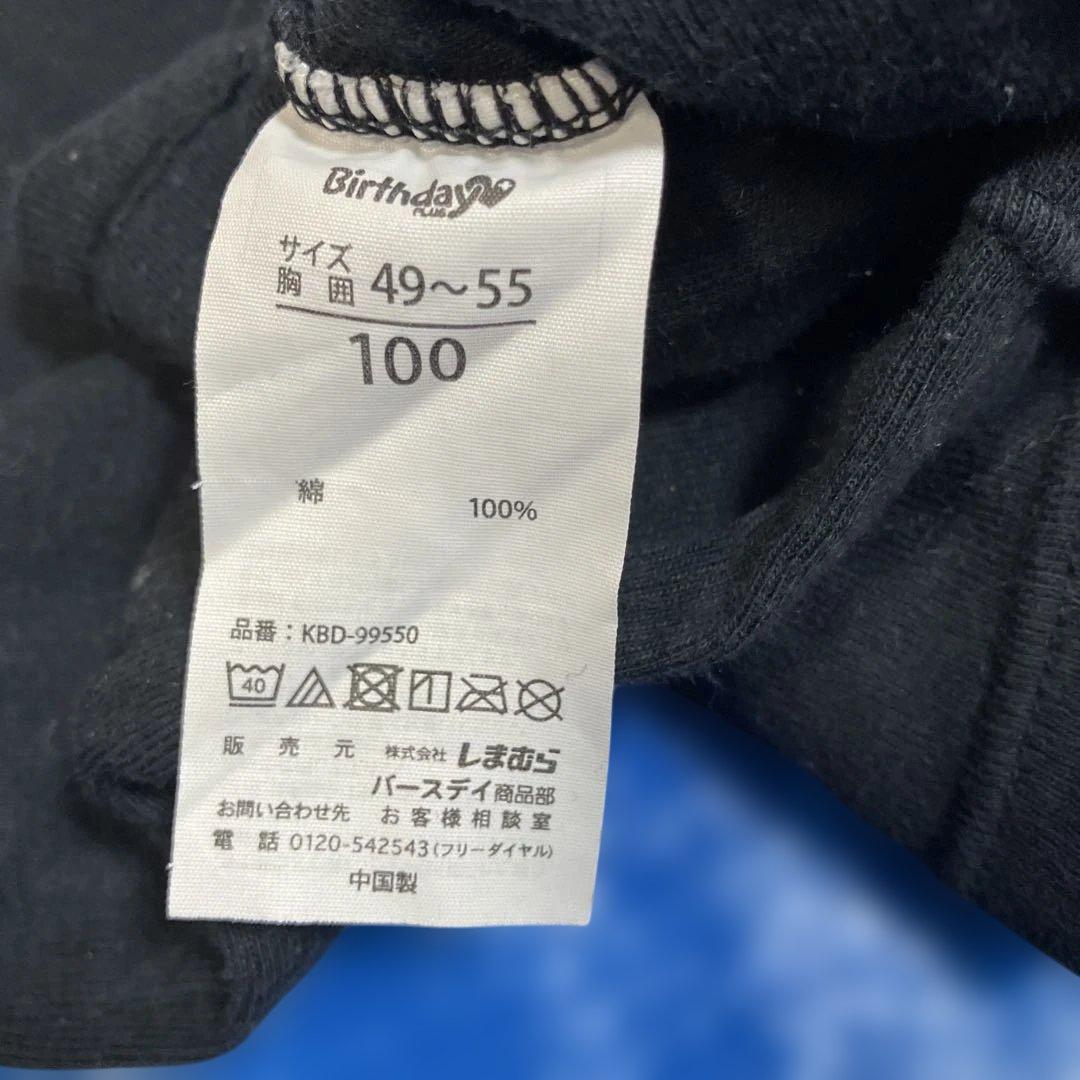 Birthday
PLUS
サイズ
胸囲 49～55
100
綿 100%
品番：KBD-99550
40
販売元 株式会社 しまむら
バースデイ商品部
お問い合わせ先 お客様相談室
電話 0120-542543（フリーダイヤル）
中国製